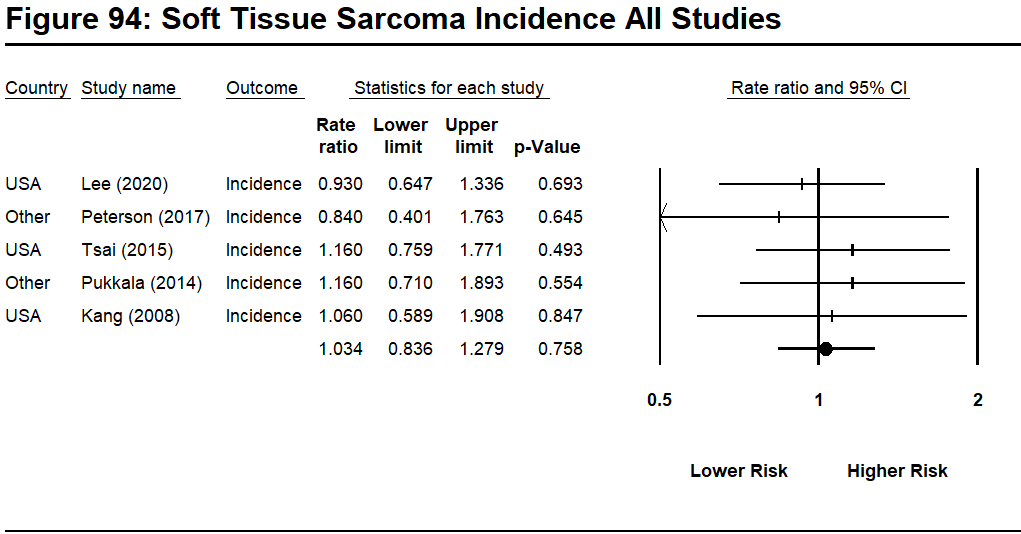 Figure 94: Soft Tissue Sarcoma Incidence All Studies
Country Study name Outcome Statistics for each study Rate ratio and 95% CI
Rate Lower Upper
ratio limit limit p-Value
USA Lee (2020) Incidence 0.930 0.647 1.336 0.693
Other Peterson (2017) Incidence 0.840 0.401 1.763 0.645
USA Tsai (2015) Incidence 1.160 0.759 1.771 0.493
Other Pukkala (2014) Incidence 1.160 0.710 1.893 0.554
USA Kang (2008) Incidence 1.060 0.589 1.908 0.847
1.034 0.836 1.279 0.758
0.5 1 2
Lower Risk Higher Risk